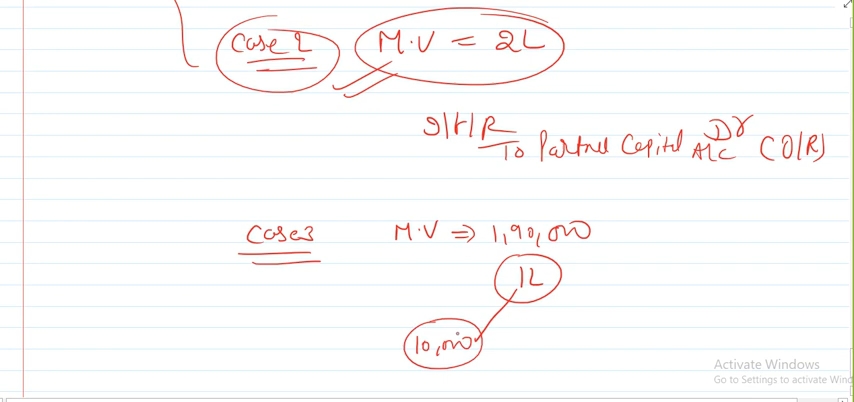 Case 2 M.V = 2L
I/F/R Dr
To Partner Capital A/C (O/R)
Case 3 M.V ⇒ 1,90,000
1L
10,000
Activate Windows
Go to Settings to activate Wind